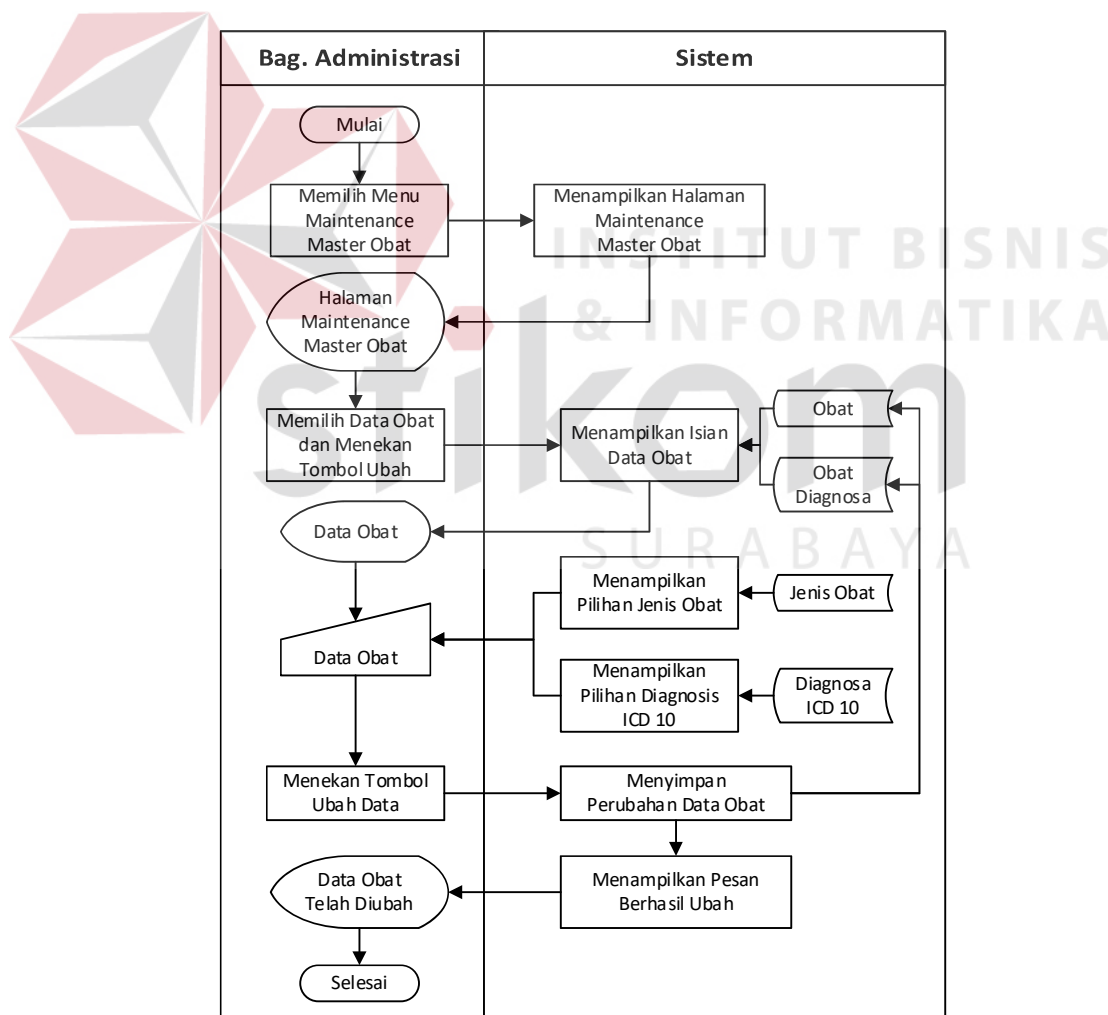 Bag. Administrasi
Sistem
Mulai
Memilih Menu
Maintenance
Master Obat
Menampilkan Halaman
Maintenance
Master Obat
INSTITUT BISNIS
& INFORMATIKA
stikom
SURABAYA
Halaman
Maintenance
Master Obat
Memilih Data Obat
dan Menekan
Tombol Ubah
Menampilkan Isian
Data Obat
Obat
Obat
Diagnosa
Data Obat
Menampilkan
Pilihan Jenis Obat
Jenis Obat
Data Obat
Menampilkan
Pilihan Diagnosis
ICD 10
Diagnosa
ICD 10
Menekan Tombol
Ubah Data
Menyimpan
Perubahan Data Obat
Data Obat
Telah Diubah
Menampilkan Pesan
Berhasil Ubah
Selesai